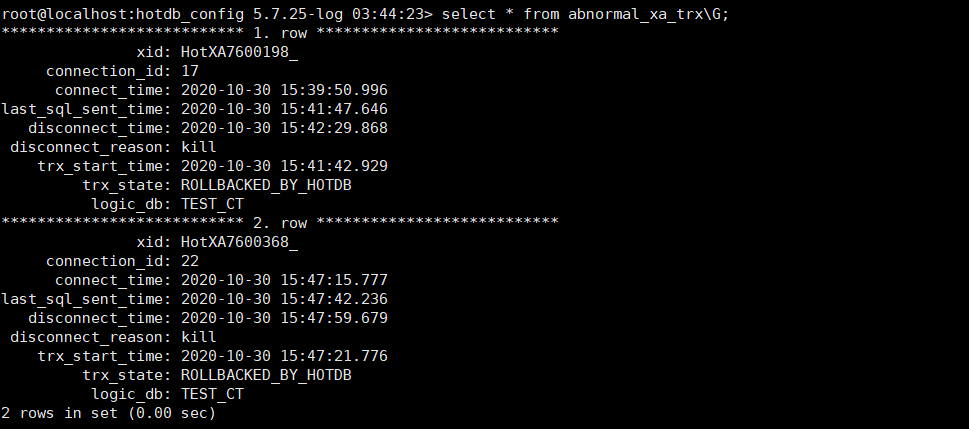 root@localhost:hotdb_config 5.7.25-log 03:44:23> select * from abnormal_xa_trx\G;
*************************** 1. row ***************************
xid: HotXA7600198_
connection_id: 17
connect_time: 2020-10-30 15:39:50.996
last_sql_sent_time: 2020-10-30 15:41:47.646
disconnect_time: 2020-10-30 15:42:29.868
disconnect_reason: kill
trx_start_time: 2020-10-30 15:41:42.929
trx_state: ROLLBACKED_BY_HOTDB
logic_db: TEST_CT
*************************** 2. row ***************************
xid: HotXA7600368_
connection_id: 22
connect_time: 2020-10-30 15:47:15.777
last_sql_sent_time: 2020-10-30 15:47:42.236
disconnect_time: 2020-10-30 15:47:59.679
disconnect_reason: kill
trx_start_time: 2020-10-30 15:47:21.776
trx_state: ROLLBACKED_BY_HOTDB
logic_db: TEST_CT
2 rows in set (0.00 sec)